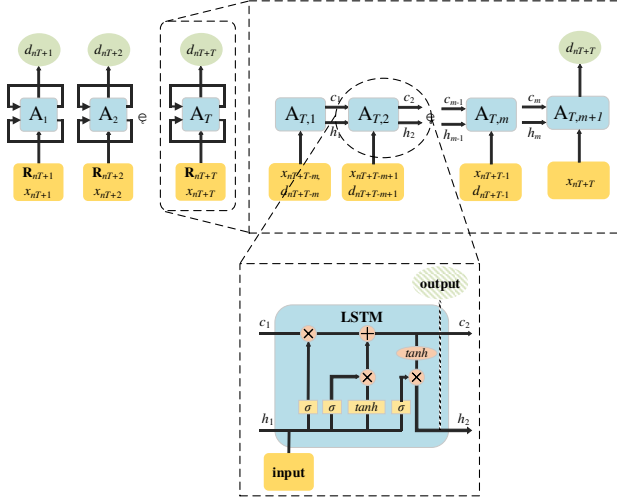 d_{nT+1} d_{nT+2} d_{nT+T} d_{nT+T}
A_1 A_2 e A_T
R_{nT+1} R_{nT+2} R_{nT+T}
x_{nT+1} x_{nT+2} x_{nT+T}
c_1 c_2 c_{m-1} c_m
A_{T,1} A_{T,2} e A_{T,m} A_{T,m+1}
h_1 h_2 h_{m-1} h_m
x_{nT+T-m,} x_{nT+T-m+1} x_{nT+T-1} x_{nT+T}
d_{nT+T-m} d_{nT+T-m+1} d_{nT+T-1}
output
LSTM
c_1 × + c_2
tanh
× ×
σ σ tanh σ
h_1 h_2
input